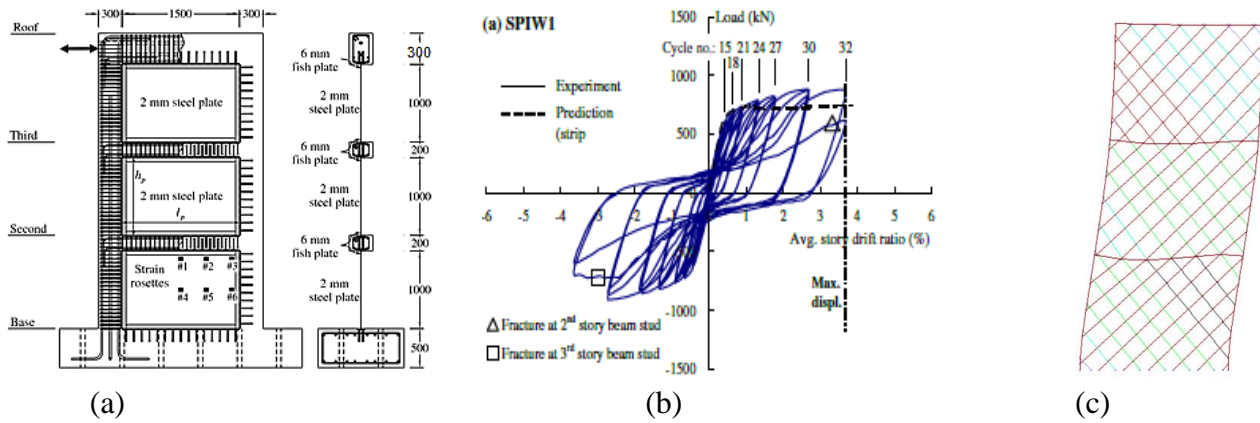 300 1500 300
Roof
6 mm
fish plate
300
2 mm steel plate
2 mm
steel plate
1000
Third
6 mm
fish plate
200
h_p
2 mm steel plate
l_p
2 mm
steel plate
1000
Second
6 mm
fish plate
200
Strain
rosettes
#1 #2 #3
#4 #5 #6
2 mm
steel plate
1000
Base
500
(a)
(a) SPIW1
1500 Load (kN)
Cycle no.: 15 21 24 27 30 32
18
1000
Experiment
Prediction
(strip
500
-6 -5 -4 -3 -2 -1 0 1 2 3 4 5 6
Avg. story drift ratio (%)
Max.
displ.
-1000
-1500
△ Fracture at 2nd story beam stud
□ Fracture at 3rd story beam stud
(b)
(c)